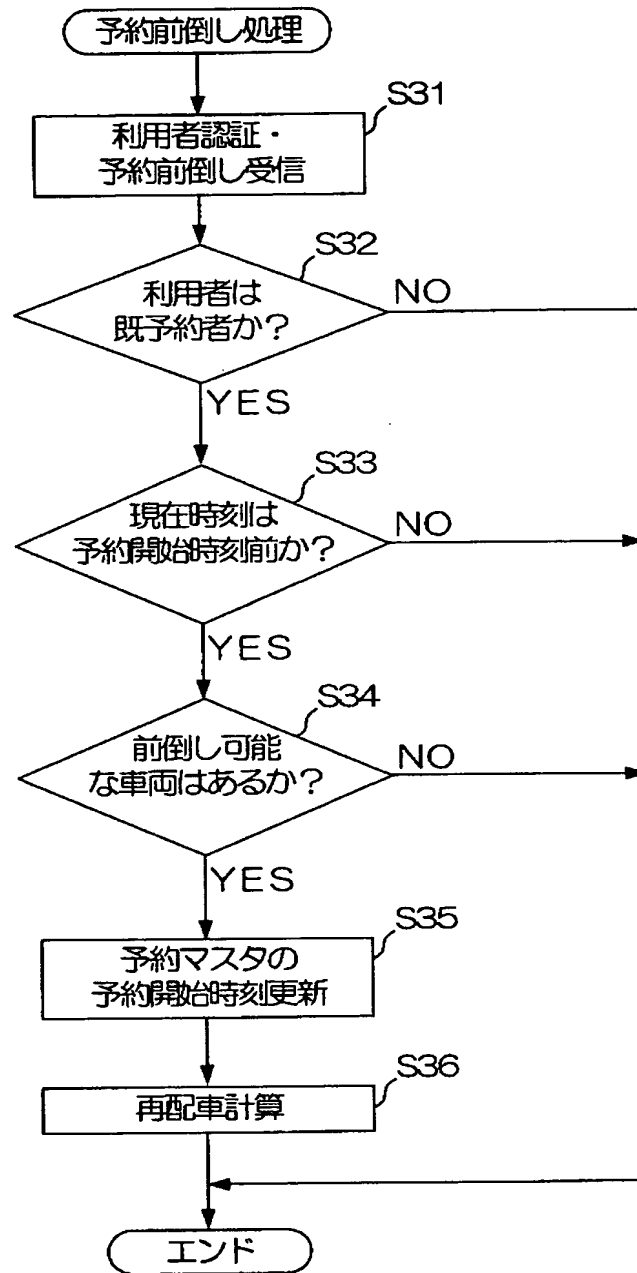 予約前倒し処理
S31
利用者認証・
予約前倒し受信
S32
利用者は
既予約者か?
NO
YES
S33
現在時刻は
予約開始時刻前か?
NO
YES
S34
前倒し可能
な車両はあるか?
NO
YES
S35
予約マスタの
予約開始時刻更新
S36
再配車計算
エンド